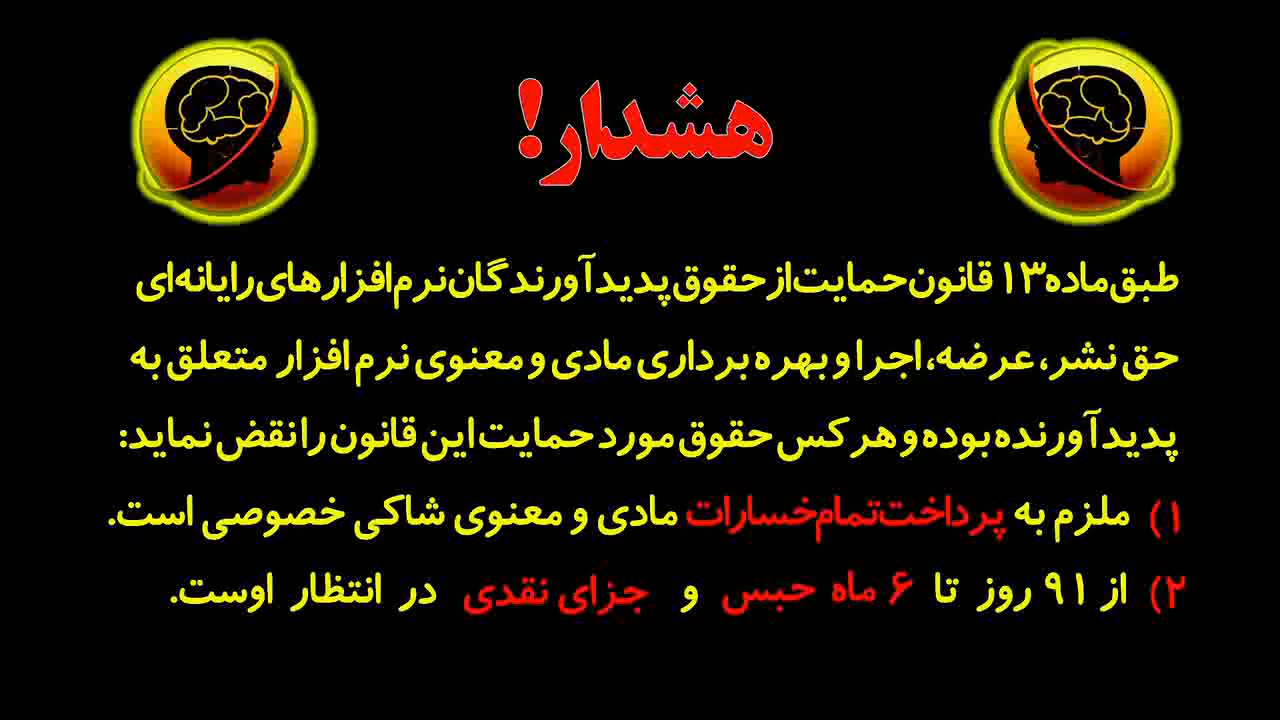 هشدار!
طبق ماده ۱۳ قانون حمایت از حقوق پدیدآورندگان نرم‌افزارهای رایانه‌ای
حق نشر، عرضه، اجرا و بهره‌برداری مادی و معنوی نرم‌افزار متعلق به
پدیدآورنده بوده و هر کس حقوق مورد حمایت این قانون را نقض نماید:
۱) ملزم به پرداخت تمام خسارات مادی و معنوی شاکی خصوصی است.
۲) از ۹۱ روز تا ۶ ماه حبس و جزای نقدی در انتظار اوست.